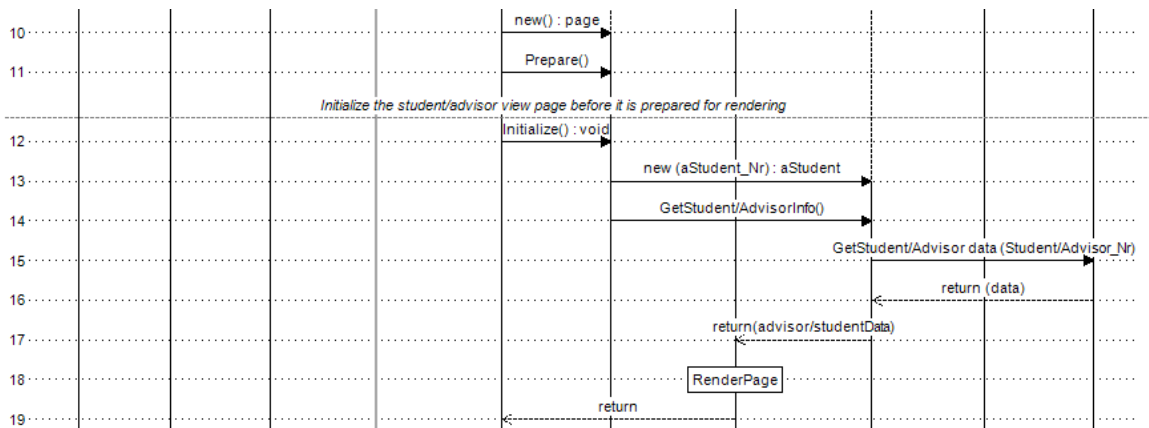 new() : page
10
Prepare()
11
Initialize the student/advisor view page before it is prepared for rendering
Initialize() : void
12
new (aStudent_Nr) : aStudent
13
GetStudent/AdvisorInfo()
14
GetStudent/Advisor data (Student/Advisor_Nr)
15
return (data)
16
return(advisor/studentData)
17
18 RenderPage
return
19